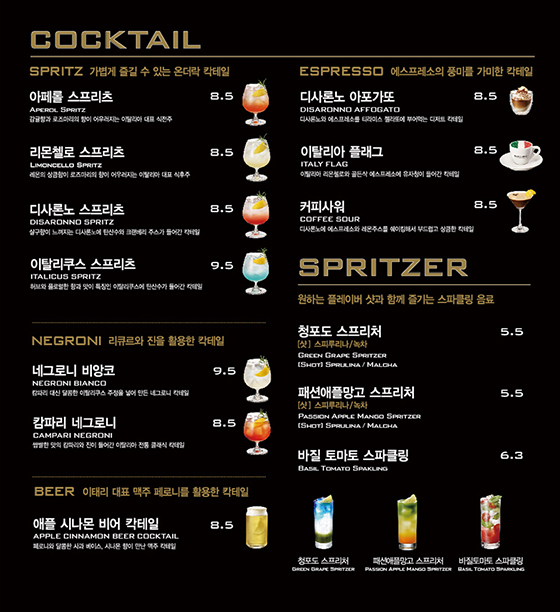 COCKTAIL
SPRITZ 가볍게 즐길 수 있는 온더락 칵테일
아페롤 스프리츠 8.5
APEROL SPRITZ
감귤향과 로즈마리의 향이 어우러지는 이탈리아 대표 식전주
리몬첼로 스프리츠 8.5
LIMONCELLO SPRITZ
레몬의 상큼함이 로즈마리의 향이 어우러지는 이탈리아 대표 식후주
디사론노 스프리츠 8.5
DISARONNO SPRITZ
살구향이 느껴지는 디사론노에 탄산수와 크랜베리 주스가 들어간 칵테일
이탈리쿠스 스프리츠 9.5
ITALICUS SPRITZ
허브와 플로럴한 향과 맛이 특징인 이탈리쿠스에 탄산수가 들어간 칵테일
NEGRONI 리큐르와 진을 활용한 칵테일
네그로니 비앙코 9.5
NEGRONI BIANCO
캄파리 대신 달콤한 이탈리쿠스 주정을 넣어 만든 네그로니 칵테일
캄파리 네그로니 8.5
CAMPARI NEGRONI
쌉쌀한 맛의 캄파리와 진이 들어간 이탈리아 전통 클래식 칵테일
BEER 이태리 대표 맥주 페로니를 활용한 칵테일
애플 시나몬 비어 칵테일 8.5
APPLE CINNAMON BEER COCKTAIL
페로니와 달콤한 사과 베이스, 시나몬 향이 만난 맥주 칵테일
ESPRESSO 에스프레소의 풍미를 가미한 칵테일
디사론노 아포가또 8.5
DISARONNO AFFOGATO
디사론노와 에스프레소를 티라미스 젤라또에 부어먹는 디저트 칵테일
이탈리아 플래그 8.5
ITALY FLAG
이탈리아 리몬첼로와 골든삭 에스프레소에 유자청이 들어간 칵테일
커피사워 8.5
COFFEE SOUR
디사론노에 에스프레소와 레몬주스를 쉐이킹해서 부드럽고 상큼한 칵테일
SPRITZER
원하는 플레이버 샷과 함께 즐기는 스파클링 음료
청포도 스프리처 5.5
[샷] 스피루리나/녹차
GREEN GRAPE SPRITZER
[SHOT] SPRULINA / MALCHA
패션애플망고 스프리처 5.5
[샷] 스피루리나/녹차
PASSION APPLE MANGO SPRITZER
[SHOT] SPRULINA / MALCHA
바질 토마토 스파클링 6.3
BASIL TOMATO SPAKLING
청포도 스프리처 패션애플망고 스프리처 바질토마토 스파클링
GREEN GRAPE SPRITZER PASSION APPLE MANGO SPRITZER BASIL TOMATO SPARKLING